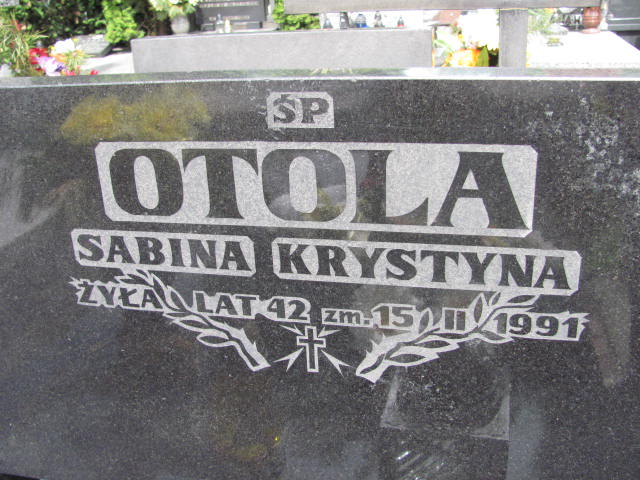 ŚP
OTOLA
SABINA KRYSTYNA
ŻYŁA LAT 42 zm. 15 II 1991